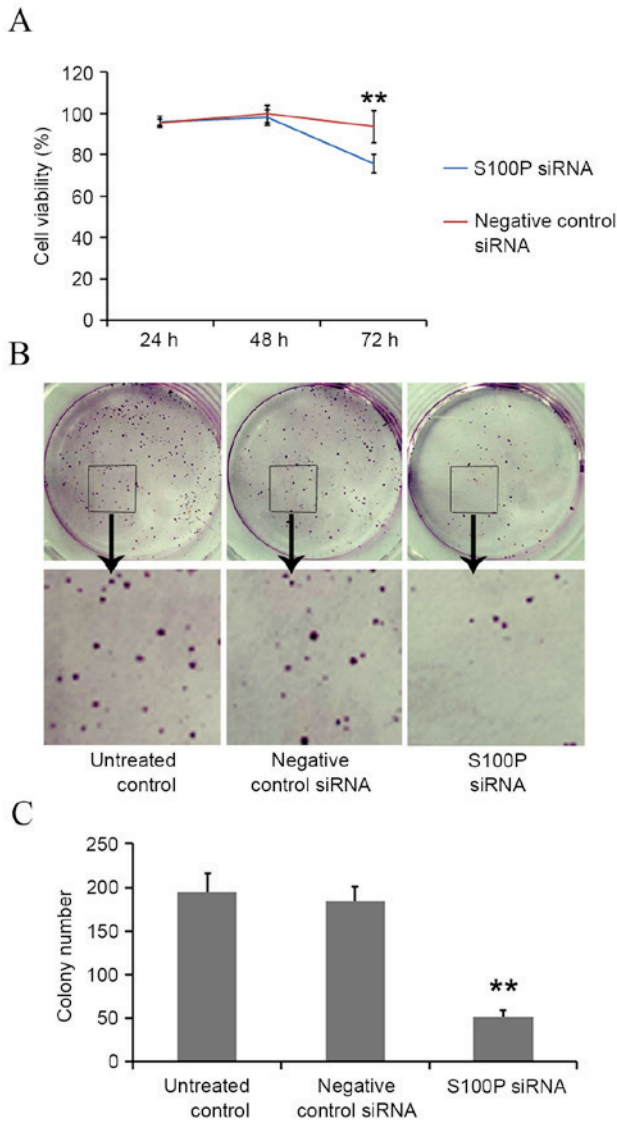 A
120
100
80
60
40
20
0
Cell viability (%)
**
24 h
48 h
72 h
S100P siRNA
Negative control
siRNA
B
Untreated
control
Negative
control siRNA
S100P
siRNA
C
250
200
150
100
50
0
Colony number
**
Untreated
control
Negative
control siRNA
S100P siRNA